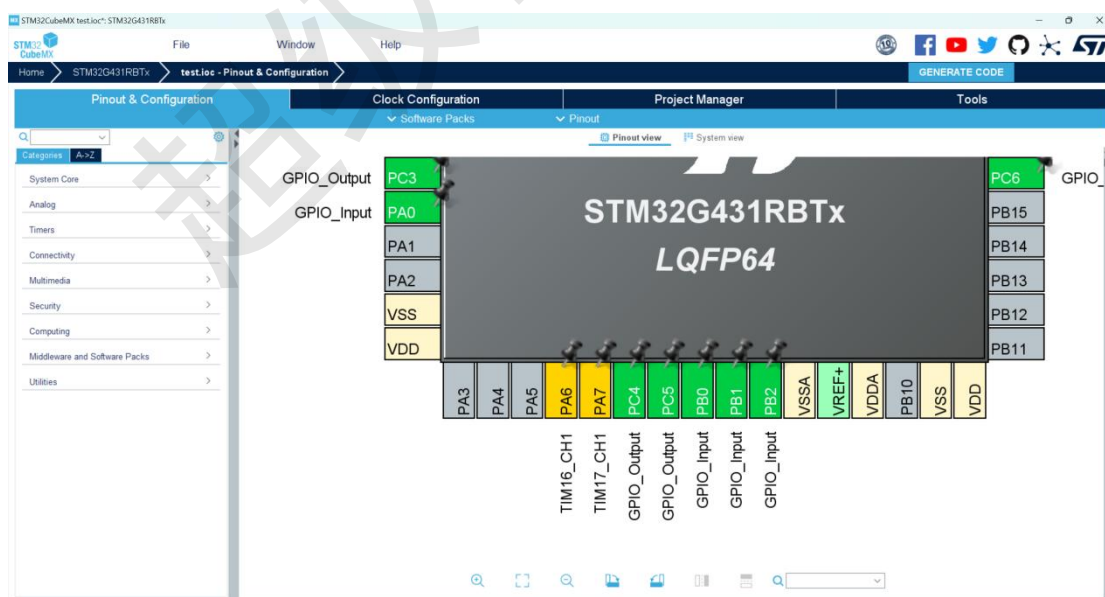 MX STM32CubeMX test.ioc*: STM32G431RBTx
STM32 CubeMX File Window Help
Home STM32G431RBTx test.ioc - Pinout & Configuration GENERATE CODE
Pinout & Configuration Clock Configuration Project Manager Tools
Software Packs Pinout
Pinout view System view
Categories A->Z
System Core
Analog
Timers
Connectivity
Multimedia
Security
Computing
Middleware and Software Packs
Utilities
GPIO_Output PC3
GPIO_Input PA0
PA1
PA2
VSS
VDD
STM32G431RBTx
LQFP64
PC6 GPIO_
PB15
PB14
PB13
PB12
PB11
PA3
PA4
PA5
PA6
PA7
PC4
PC5
PB0
PB1
PB2
VSSA
VREF+
VDDA
PB10
VSS
VDD
TIM16_CH1
TIM17_CH1
GPIO_Output
GPIO_Output
GPIO_Input
GPIO_Input
GPIO_Input